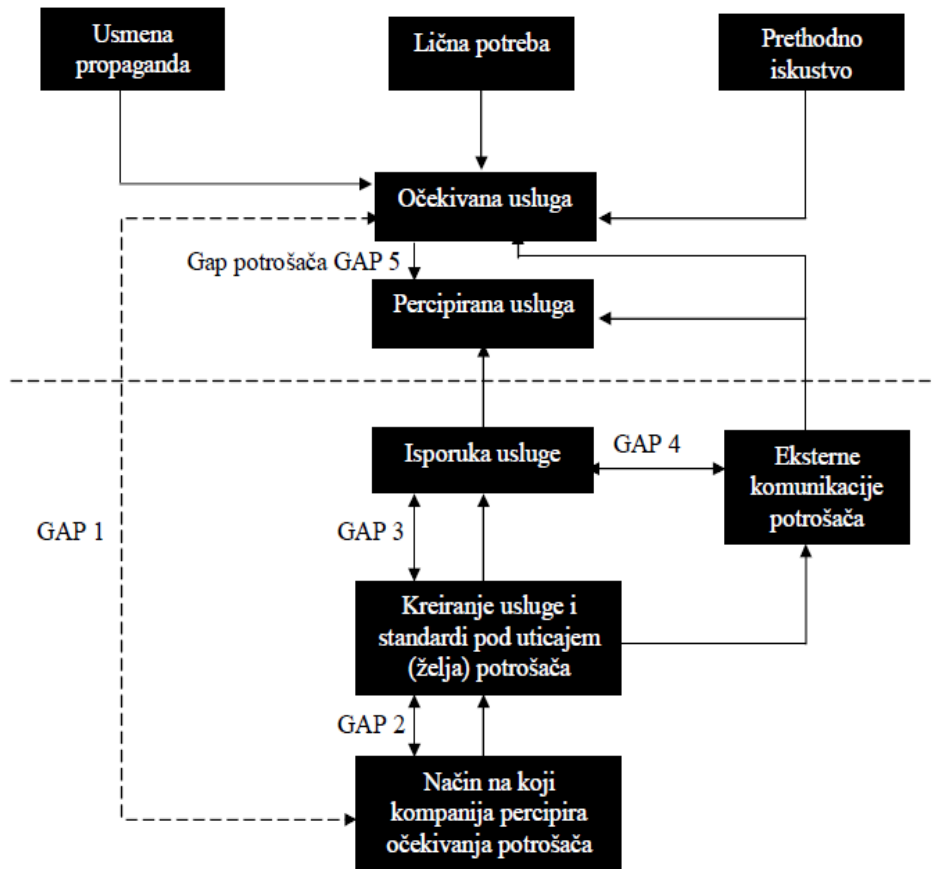 Usmena
propaganda
Lična potreba
Prethodno
iskustvo
Očekivana usluga
Gap potrošača GAP 5
Percipirana usluga
Isporuka usluge
GAP 4
Eksterne
komunikacije
potrošača
GAP 1
GAP 3
Kreiranje usluge i
standardi pod uticajem
(želja) potrošača
GAP 2
Način na koji
kompanija percipira
očekivanja potrošača